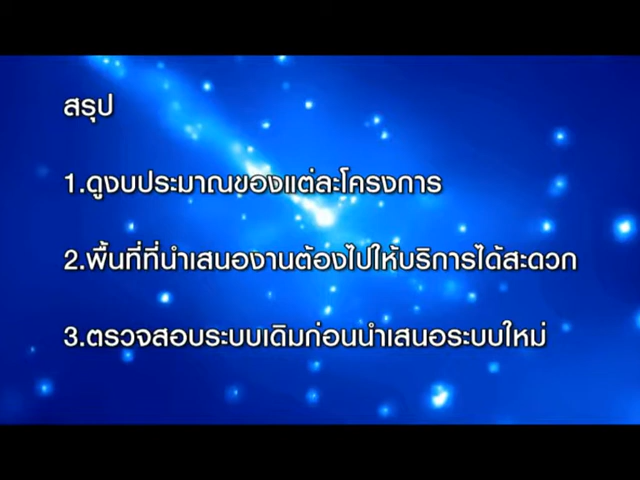 สรุป
1.ดูงบประมาณของแต่ละโครงการ
2.พื้นที่ที่นำเสนองานต้องไปให้บริการได้สะดวก
3.ตรวจสอบระบบเดิมก่อนนำเสนอระบบใหม่